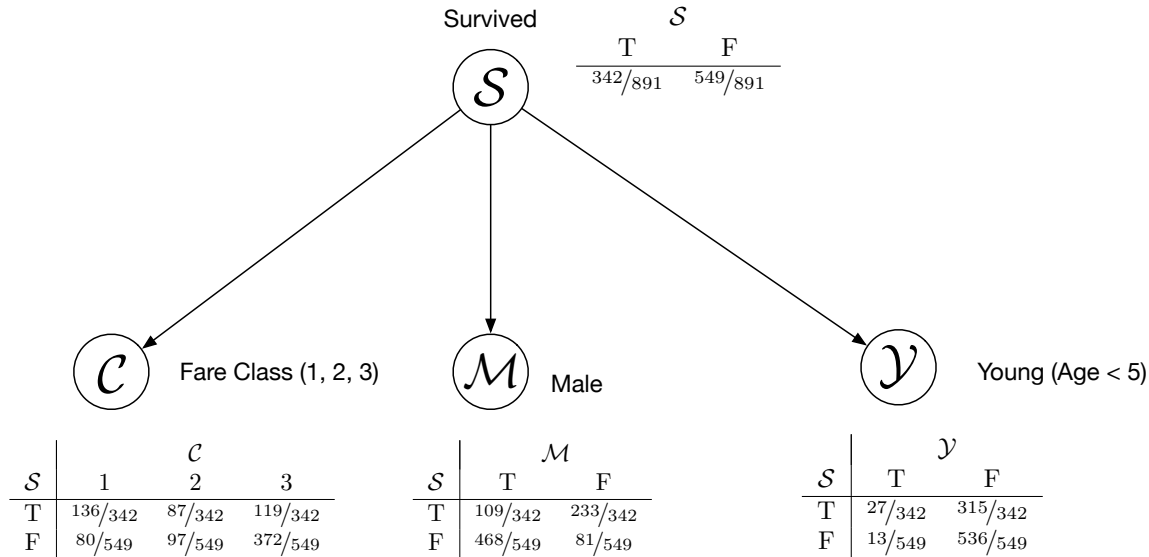 Survived
𝒮
T F
342/891 549/891
𝒮
𝒞
Fare Class (1, 2, 3)
ℳ
Male
𝒴
Young (Age < 5)
𝒞
𝒮 1 2 3
T 136/342 87/342 119/342
F 80/549 97/549 372/549
ℳ
𝒮 T F
T 109/342 233/342
F 468/549 81/549
𝒴
𝒮 T F
T 27/342 315/342
F 13/549 536/549